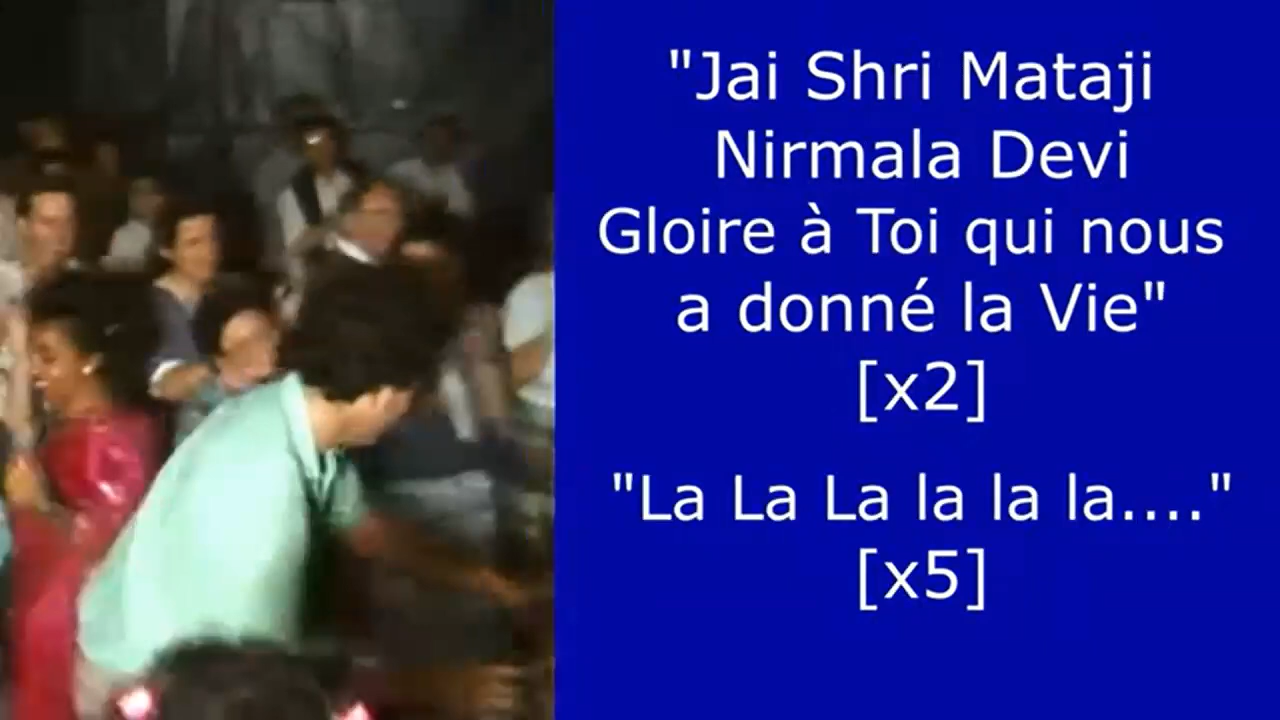 "Jai Shri Mataji
Nirmala Devi
Gloire à Toi qui nous
a donné la Vie"
[x2]
"La La La la la la...."
[x5]